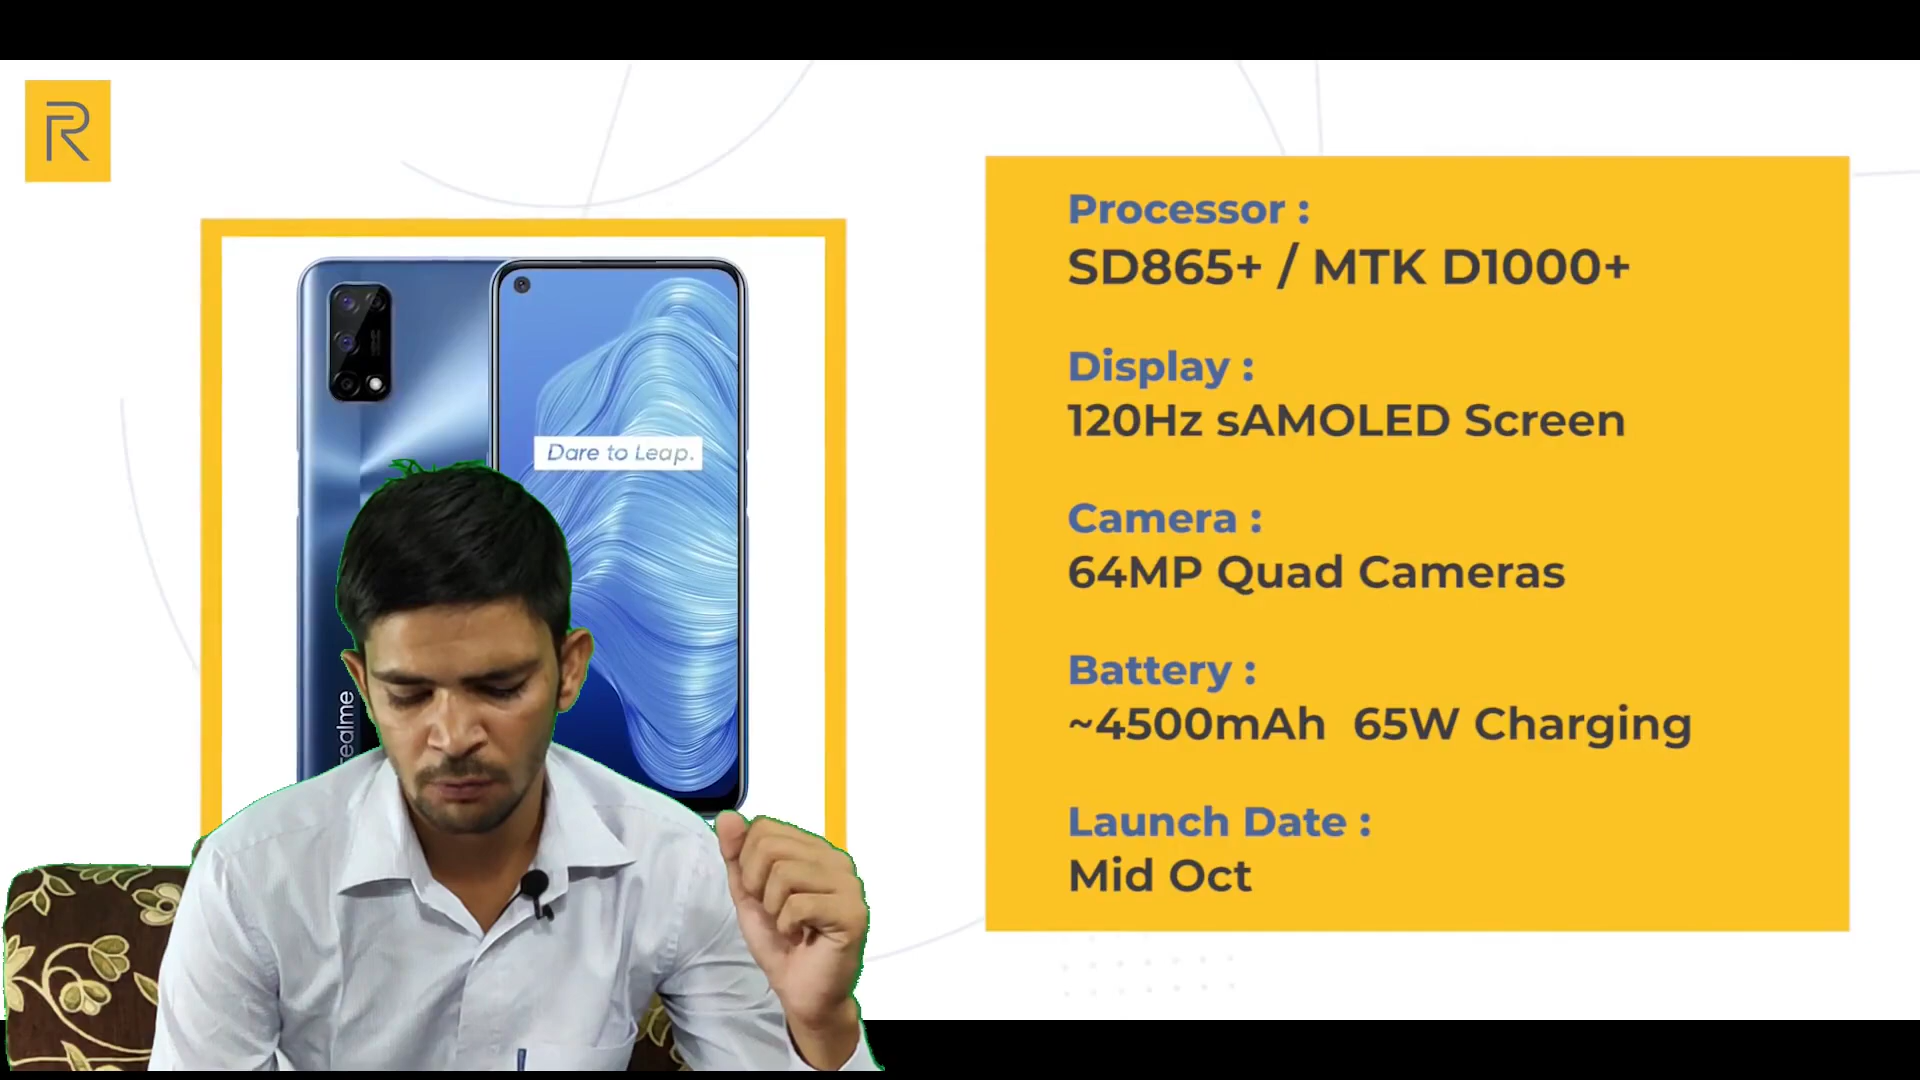 R
Dare to Leap.
realme
Processor :
SD865+ / MTK D1000+
Display :
120Hz sAMOLED Screen
Camera :
64MP Quad Cameras
Battery :
~4500mAh 65W Charging
Launch Date :
Mid Oct